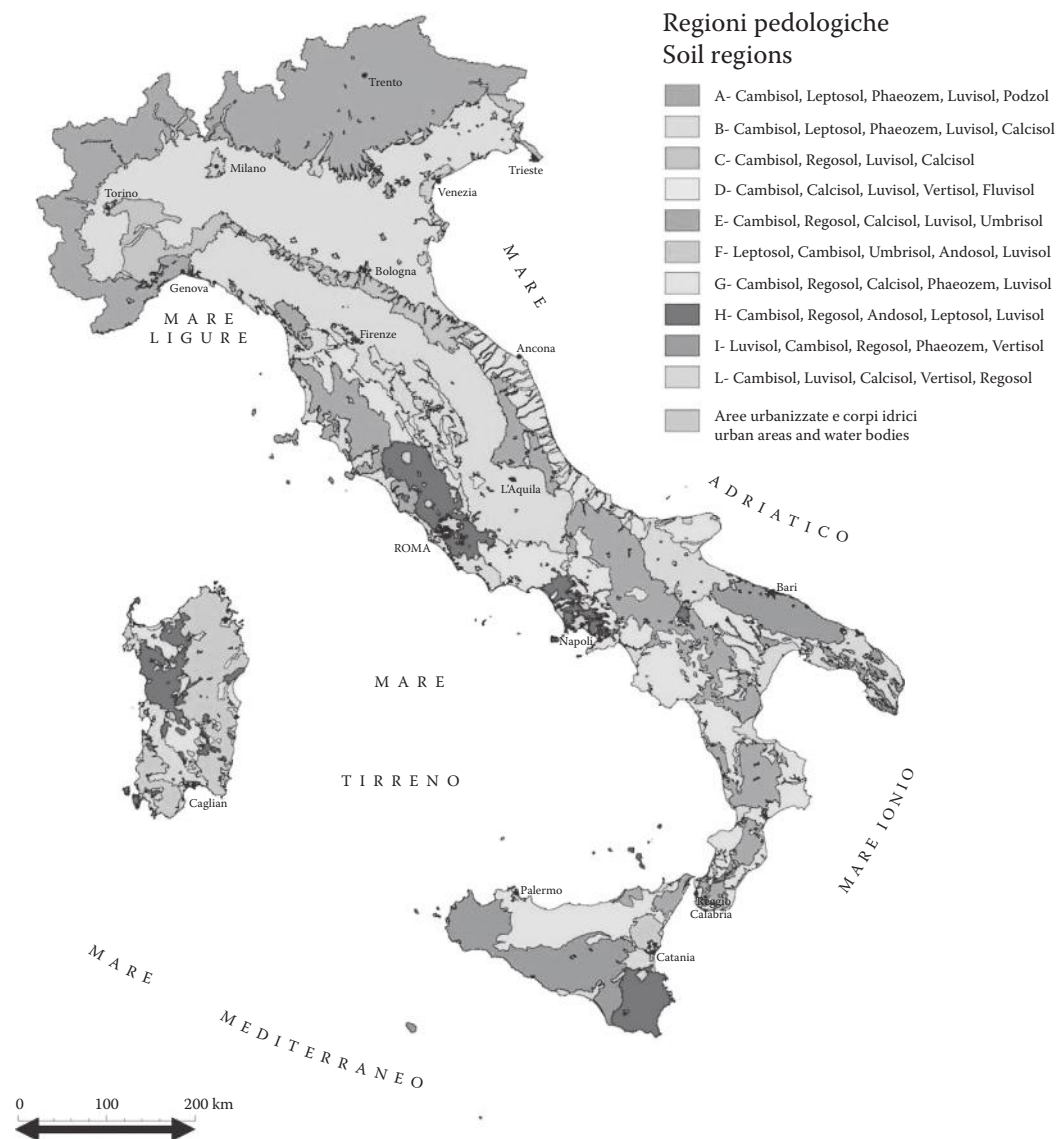 Regioni pedologiche
Soil regions
A- Cambisol, Leptosol, Phaeozem, Luvisol, Podzol
B- Cambisol, Leptosol, Phaeozem, Luvisol, Calcisol
C- Cambisol, Regosol, Luvisol, Calcisol
D- Cambisol, Calcisol, Luvisol, Vertisol, Fluvisol
E- Cambisol, Regosol, Calcisol, Luvisol, Umbrisol
F- Leptosol, Cambisol, Umbrisol, Andosol, Luvisol
G- Cambisol, Regosol, Calcisol, Phaeozem, Luvisol
H- Cambisol, Regosol, Andosol, Leptosol, Luvisol
I- Luvisol, Cambisol, Regosol, Phaeozem, Vertisol
L- Cambisol, Luvisol, Calcisol, Vertisol, Regosol
Aree urbanizzate e corpi idrici
urban areas and water bodies
Trento
Milano
Trieste
Venezia
Torino
Bologna
Genova
MARE
MARE
LIGURE
Firenze
Ancona
L'Aquila
ADRIATICO
ROMA
Bari
Napoli
MARE
TIRRENO
Caglian
MARE IONIO
Palermo
Reggio
Calabria
Catania
MARE
MEDITERRANEO
0 100 200 km